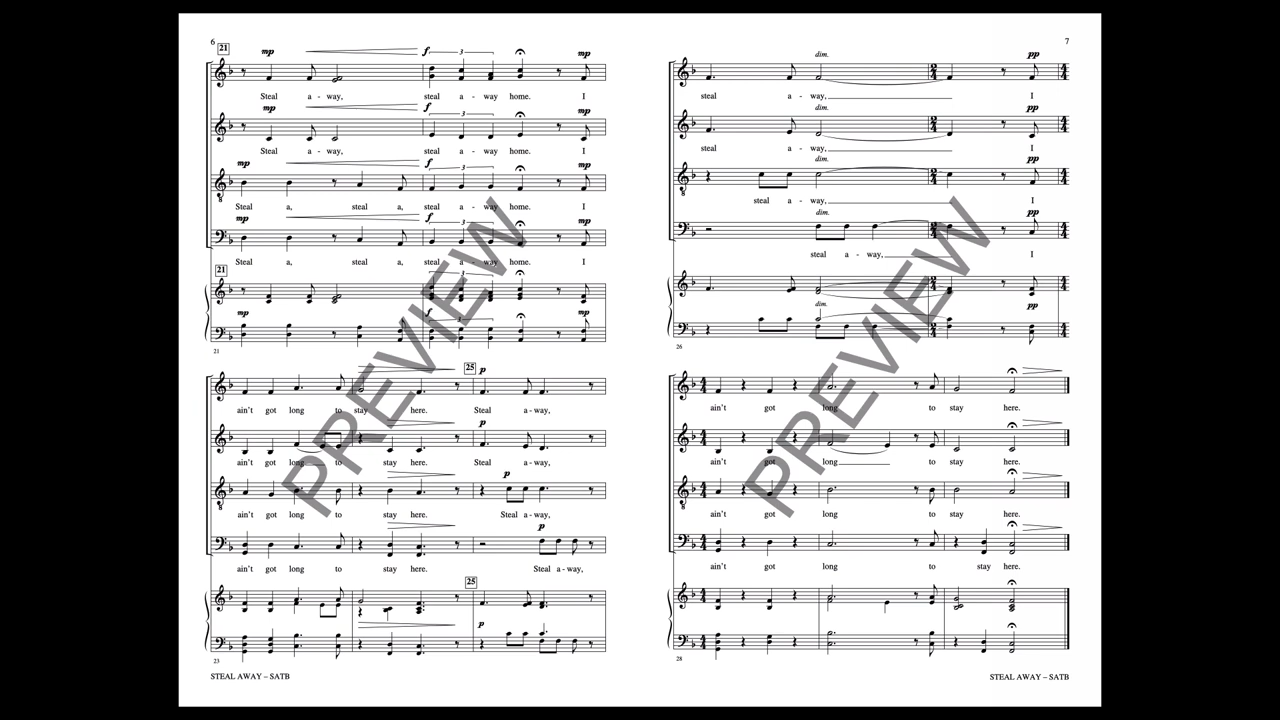 6
21
mp
f
3
mp
Steal a - way, steal a - way home. I
mp
f
3
mp
Steal a - way, steal a - way home. I
mp
f
3
mp
Steal a, steal a, steal a - way home. I
mp
f
3
mp
Steal a, steal a, steal a - way home. I
21
3
mp
f
3
mp
21
25
p
ain't got long to stay here. Steal a - way,
p
ain't got long to stay here. Steal a - way,
p
8
ain't got long to stay here. Steal a - way,
p
ain't got long to stay here. Steal a - way,
25
p
23
STEAL AWAY – SATB
7
dim.
pp
steal a - way, I
dim.
pp
steal a - way, I
dim.
pp
8
steal a - way, I
dim.
pp
steal a - way, I
dim.
pp
26
ain't got long to stay here.
ain't got long to stay here.
8
ain't got long to stay here.
ain't got long to stay here.
28
STEAL AWAY – SATB
PREVIEW
PREVIEW